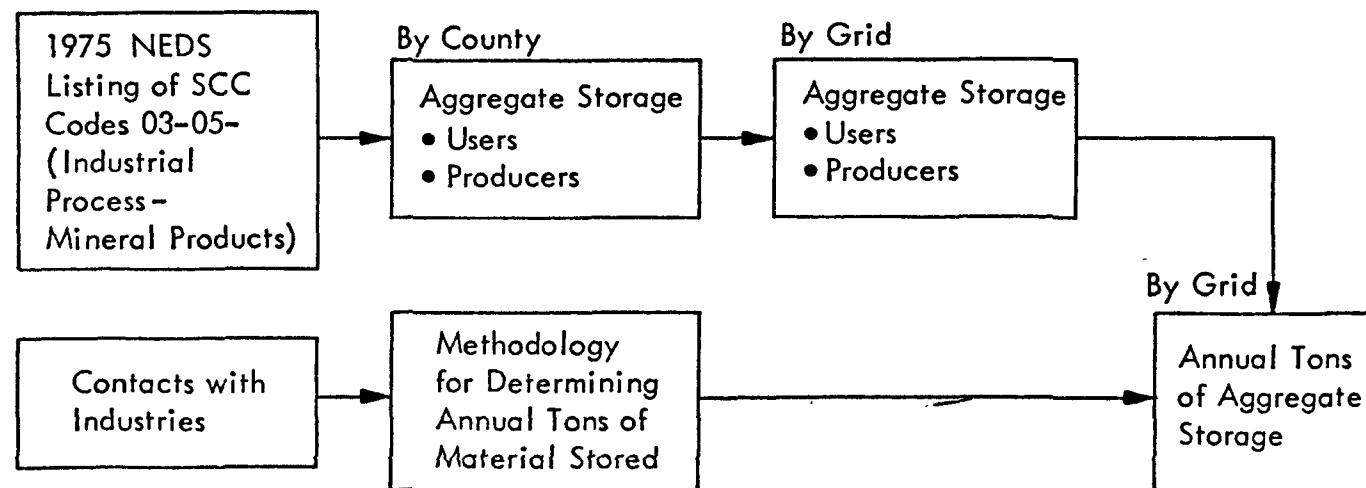 1975 NEDS
Listing of SCC
Codes 03-05-
(Industrial
Process-
Mineral Products)
By County
Aggregate Storage
• Users
• Producers
By Grid
Aggregate Storage
• Users
• Producers
Contacts with
Industries
Methodology
for Determining
Annual Tons of
Material Stored
By Grid
Annual Tons
of Aggregate
Storage